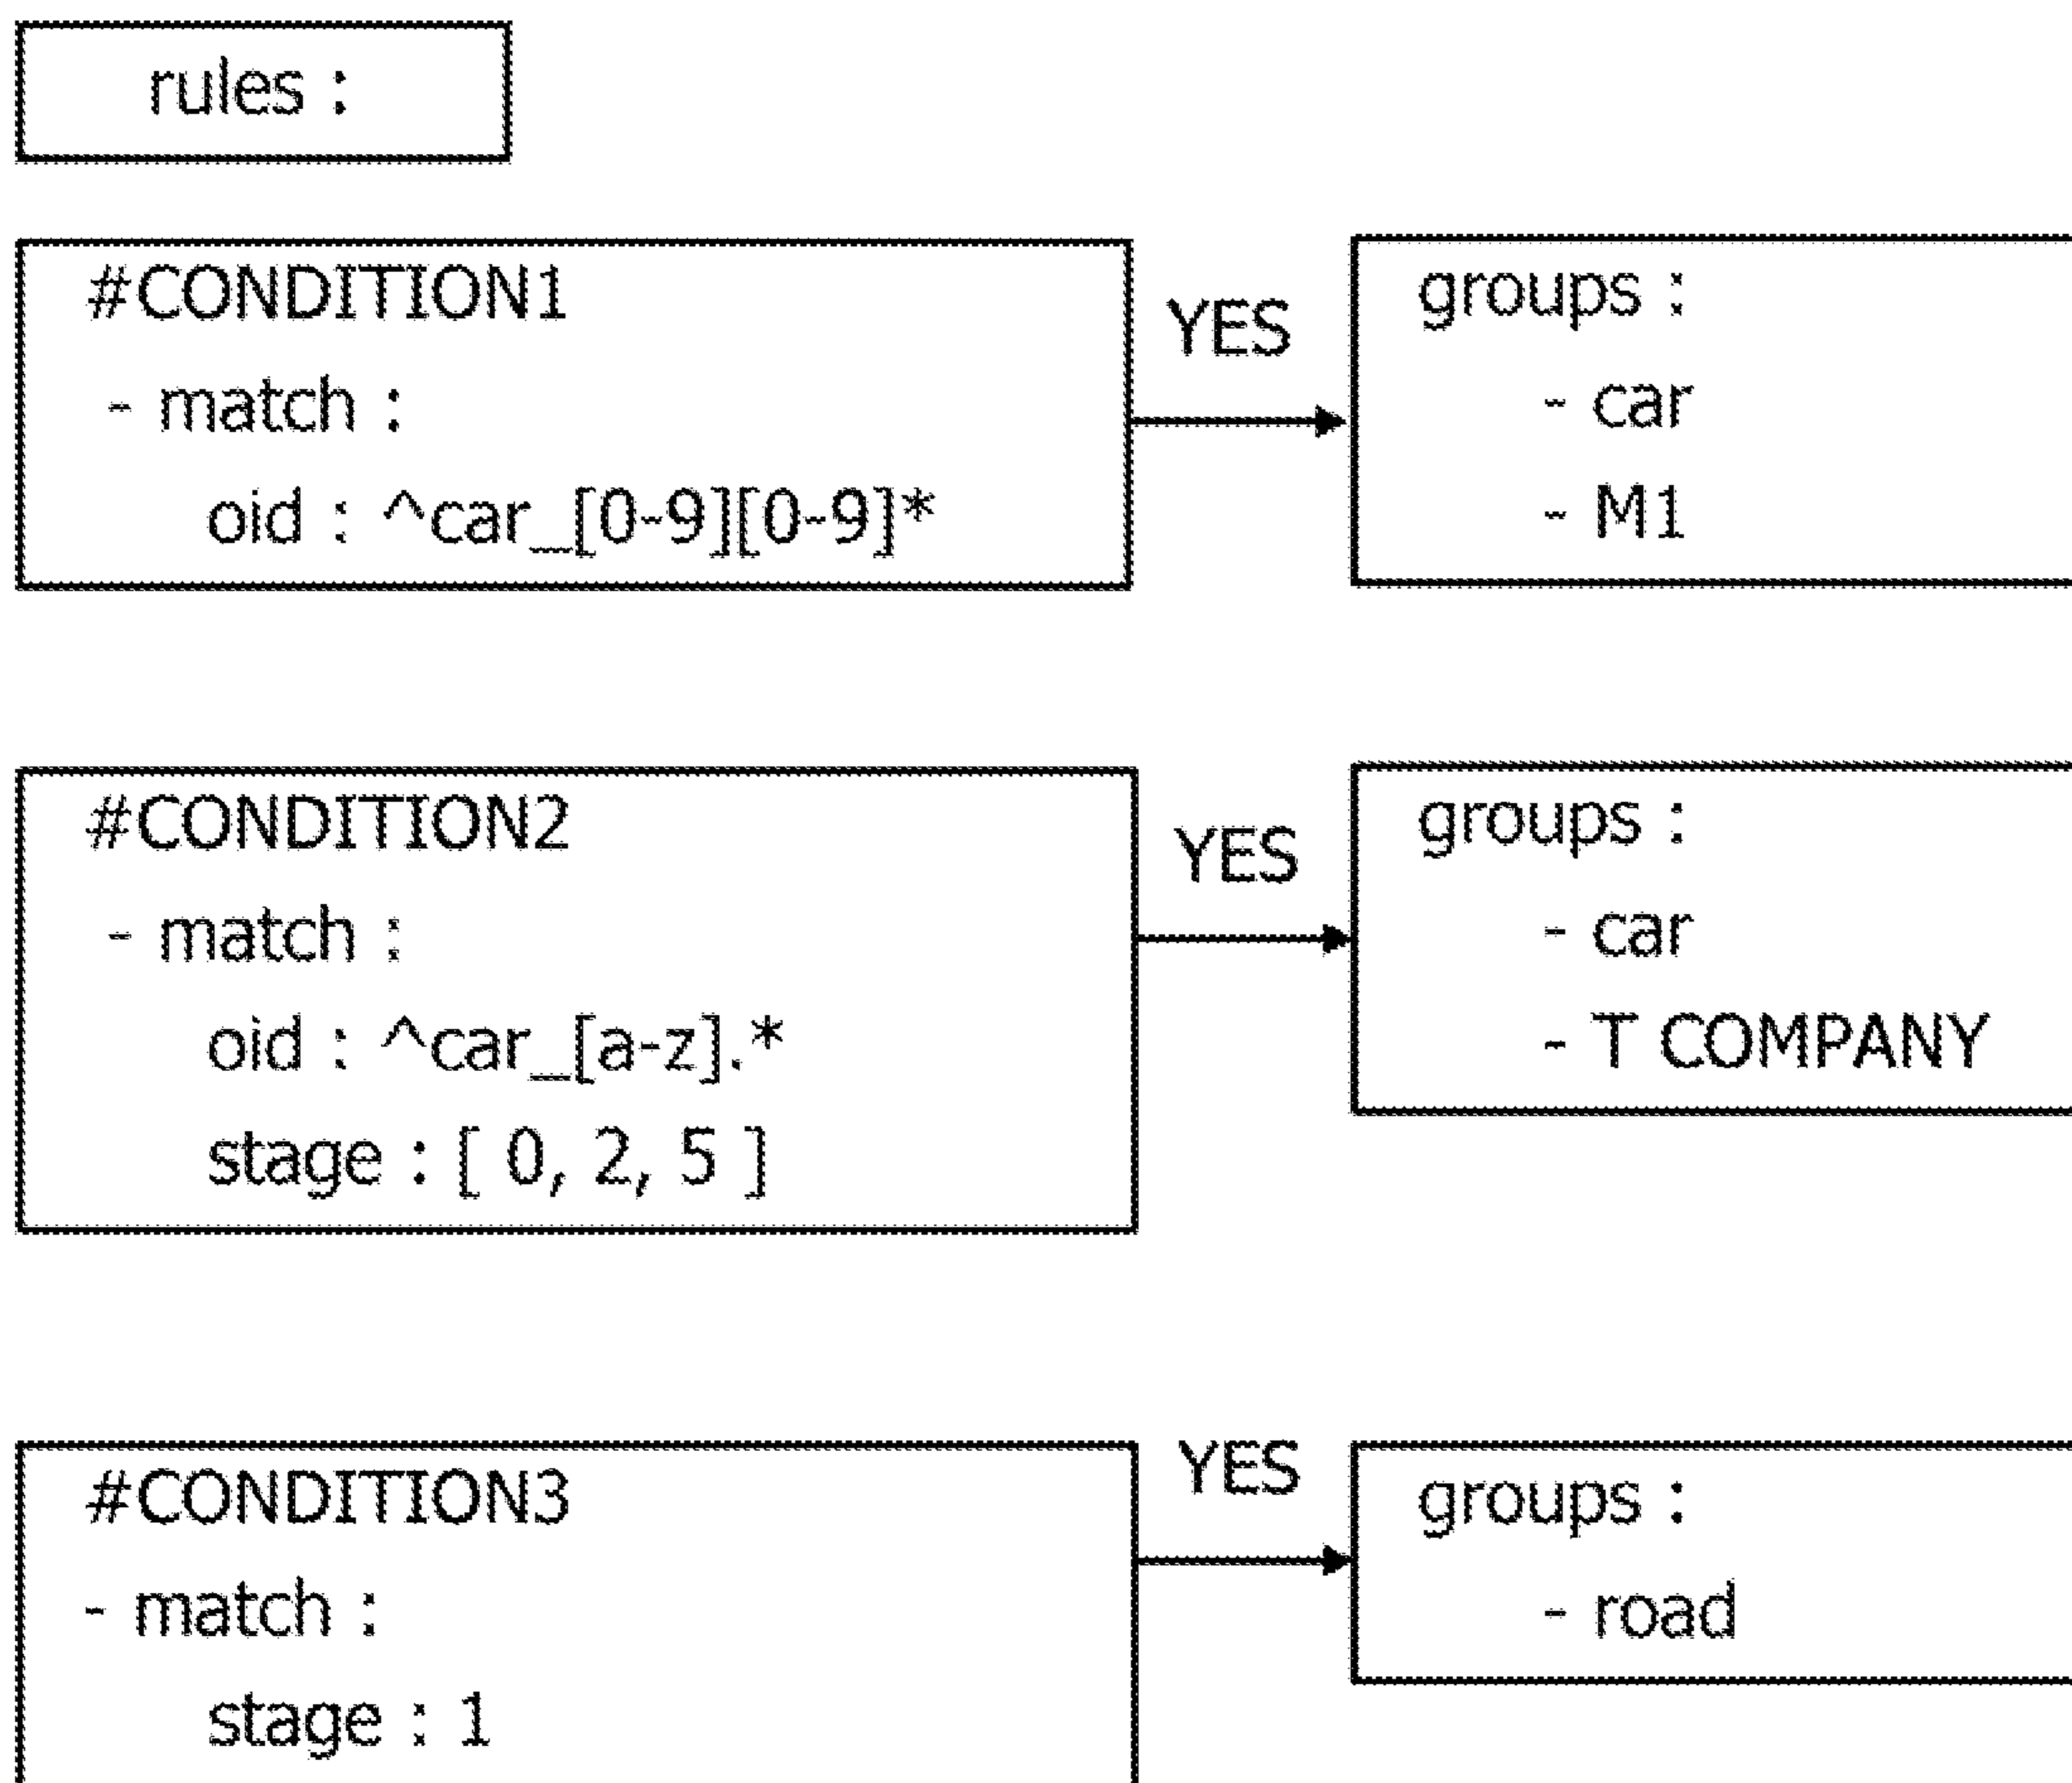 rules :
#CONDITION1
- match :
oid : ^car_[0-9][0-9]*
YES
groups :
- car
- M1
#CONDITION2
- match :
oid : ^car_[a-z].*
stage : [ 0, 2, 5 ]
YES
groups :
- car
- T COMPANY
#CONDITION3
- match :
stage : 1
YES
groups :
- road